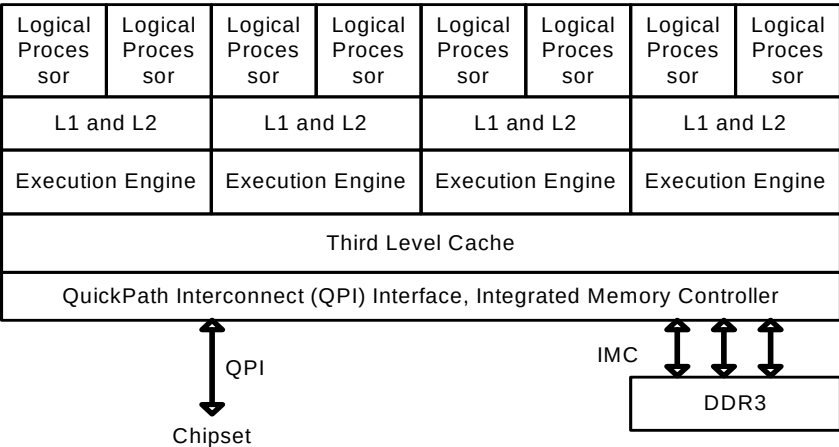 Logical Logical Logical Logical Logical Logical Logical Logical
Proces Proces Proces Proces Proces Proces Proces Proces
sor sor sor sor sor sor sor sor
L1 and L2 L1 and L2 L1 and L2 L1 and L2
Execution Engine Execution Engine Execution Engine Execution Engine
Third Level Cache
QuickPath Interconnect (QPI) Interface, Integrated Memory Controller
IMC
QPI
DDR3
Chipset